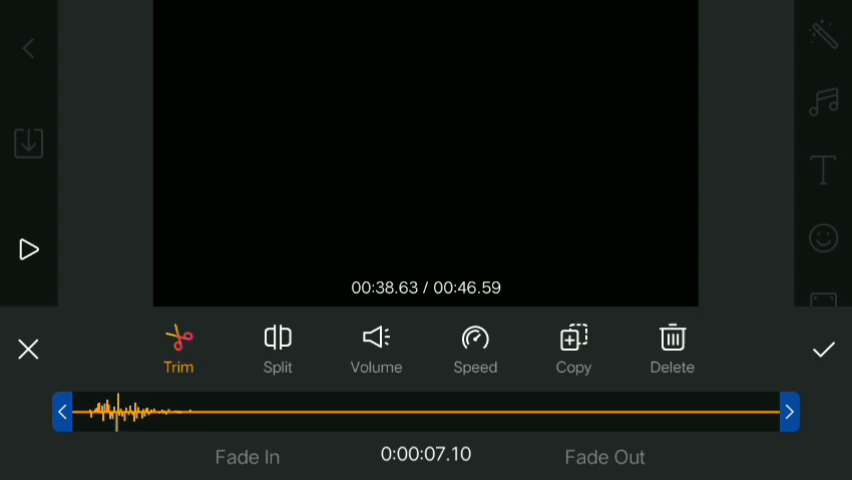 00:38.63 / 00:46.59
Trim
Split
Volume
Speed
Copy
Delete
0:00:07.10
Fade In
Fade Out